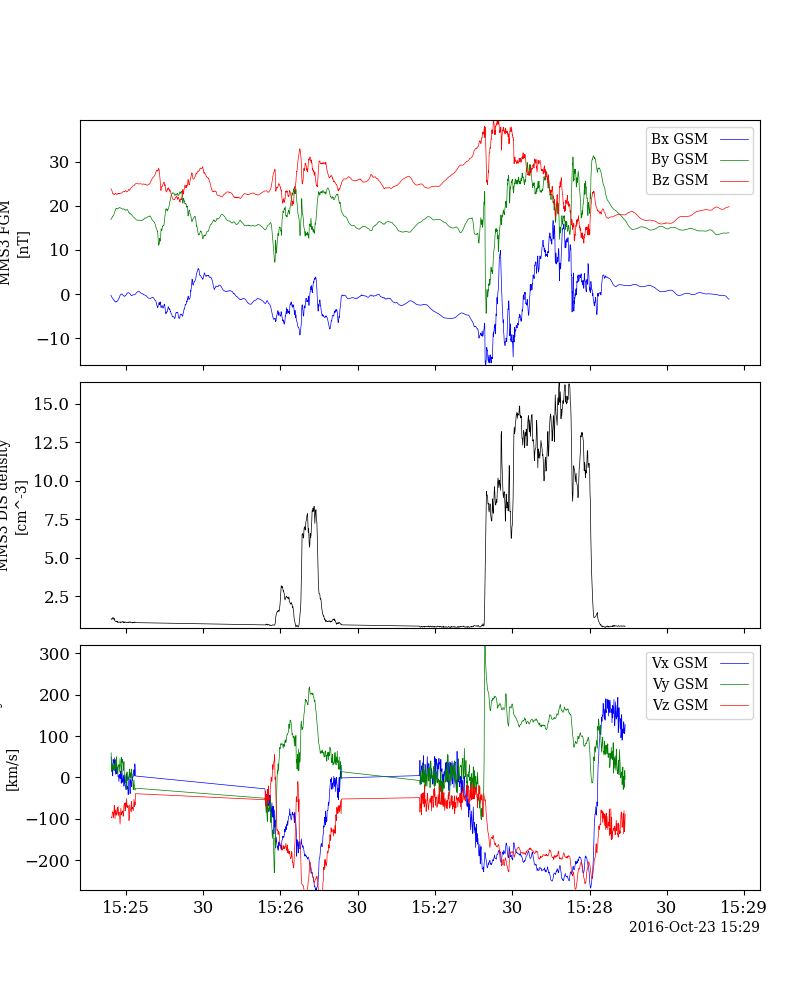 Bx GSM
By GSM
Bz GSM
30
20
10
0
−10
MMS3 FGM
[nT]
15.0
12.5
10.0
7.5
5.0
2.5
MMS3 DIS density
[cm^-3]
Vx GSM
Vy GSM
Vz GSM
300
200
100
0
−100
−200
[km/s]
15:25 30 15:26 30 15:27 30 15:28 30 15:29
2016-Oct-23 15:29